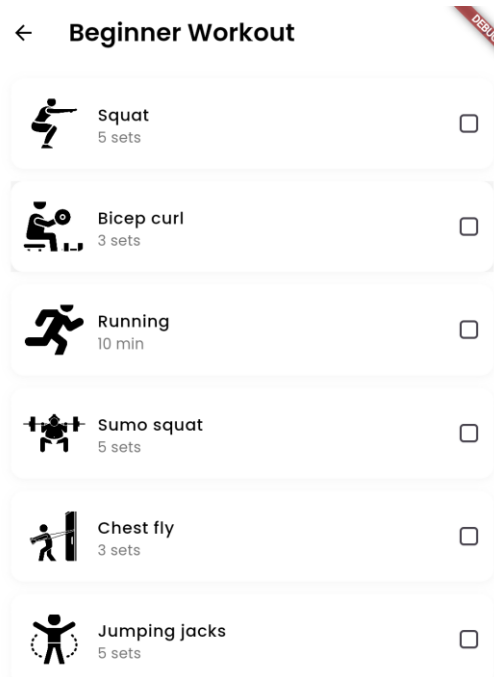 Beginner Workout
DEBUG
Squat
5 sets
Bicep curl
3 sets
Running
10 min
Sumo squat
5 sets
Chest fly
3 sets
Jumping jacks
5 sets